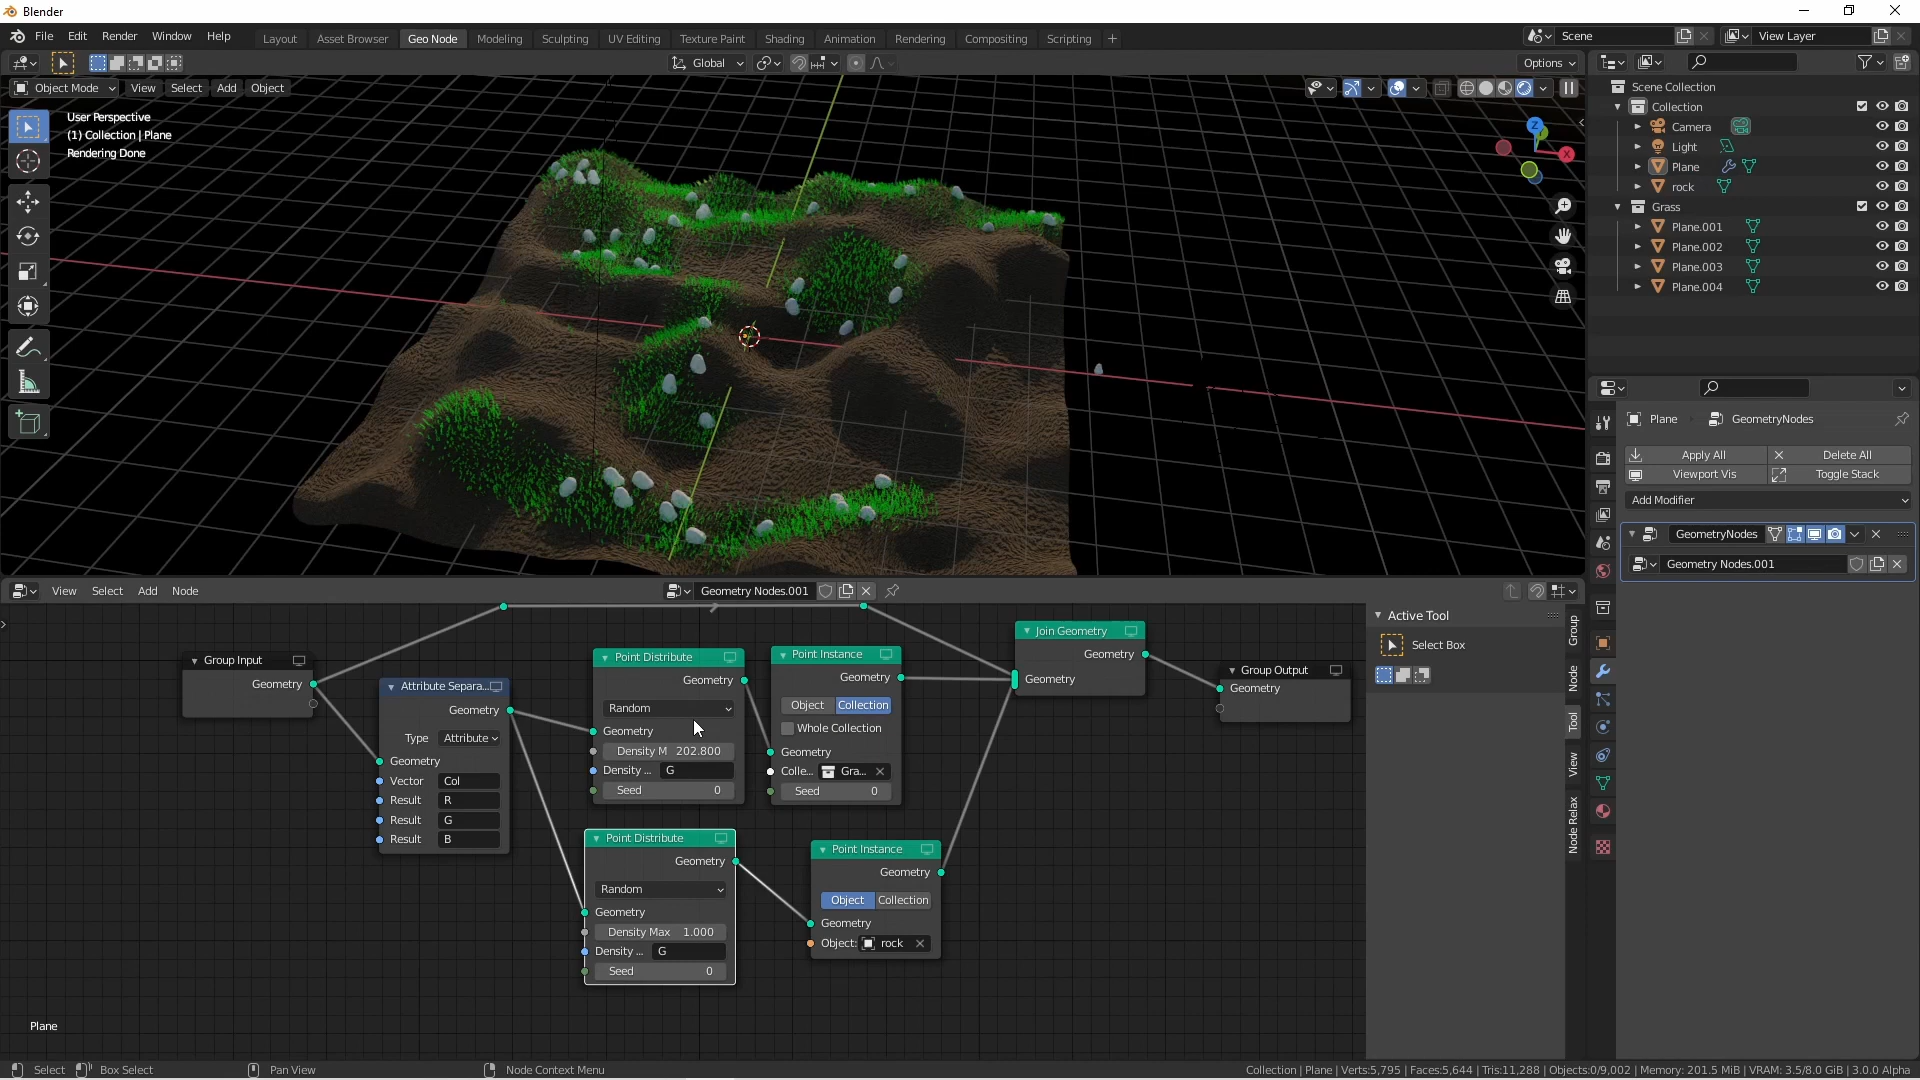 Blender
File Edit Render Window Help Layout Asset Browser Geo Node Modeling Sculpting UV Editing Texture Paint Shading Animation Rendering Compositing Scripting + Scene View Layer
Global Options
Object Mode View Select Add Object
User Perspective
(1) Collection | Plane
Rendering Done
Z
X
Scene Collection
Collection
Camera
Light
Plane
rock
Grass
Plane.001
Plane.002
Plane.003
Plane.004
Plane GeometryNodes
Apply All Delete All
Viewport Vis Toggle Stack
Add Modifier
GeometryNodes
Geometry Nodes.001
View Select Add Node Geometry Nodes.001
Group Input
Geometry
Attribute Separa...
Geometry
Type Attribute
Geometry
Vector Col
Result R
Result G
Result B
Point Distribute
Geometry
Random
Geometry
Density M 202.800
Density ... G
Seed 0
Point Instance
Geometry
Object Collection
Whole Collection
Geometry
Colle... Gra...
Seed 0
Point Distribute
Geometry
Random
Geometry
Density Max 1.000
Density ... G
Seed 0
Point Instance
Geometry
Object Collection
Geometry
Object: rock
Join Geometry
Geometry
Geometry
Group Output
Geometry
Active Tool
Select Box
Group
Node
Tool
View
Node Relax
Plane
Select Box Select Pan View Node Context Menu Collection | Plane | Verts:5,795 | Faces:5,644 | Tris:11,288 | Objects:0/9,002 | Memory: 201.5 MiB | VRAM: 3.5/8.0 GiB | 3.0.0 Alpha